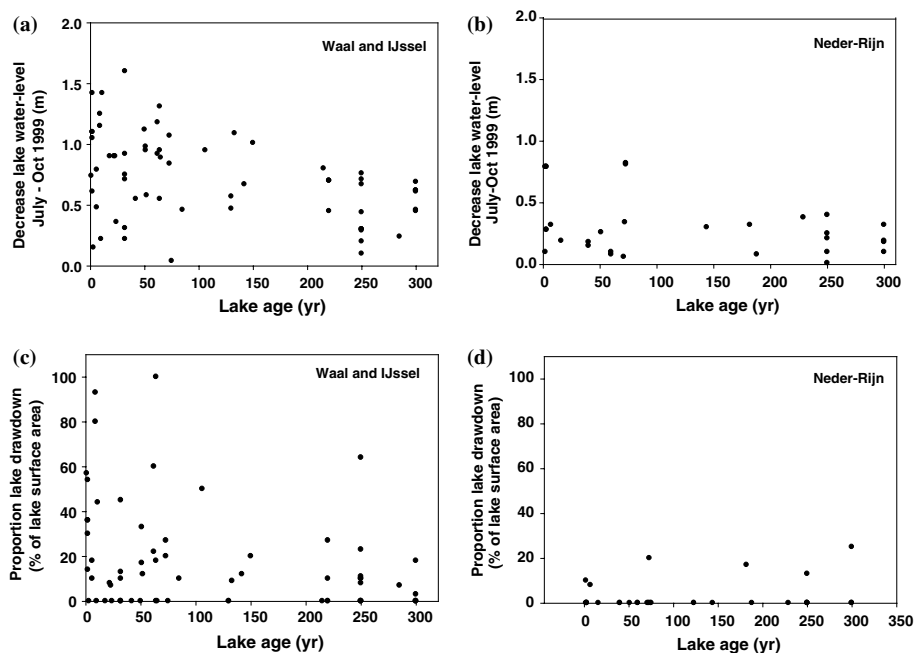 (a)
Waal and IJssel
Decrease lake water-level
July - Oct 1999 (m)
2.0
1.5
1.0
0.5
0.0
0 50 100 150 200 250 300
Lake age (yr)
(b)
Neder-Rijn
Decrease lake water-level
July-Oct 1999 (m)
2.0
1.5
1.0
0.5
0.0
0 50 100 150 200 250 300
Lake age (yr)
(c)
Waal and IJssel
Proportion lake drawdown
(% of lake surface area)
100
80
60
40
20
0
0 50 100 150 200 250 300
Lake age (yr)
(d)
Neder-Rijn
Proportion lake drawdown
(% of lake surface area)
100
80
60
40
20
0
0 50 100 150 200 250 300 350
Lake age (yr)